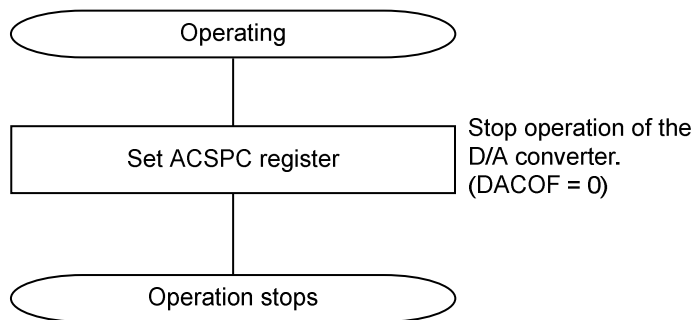 Operating
Set ACSPC register
Stop operation of the
D/A converter.
(DACOF = 0)
Operation stops